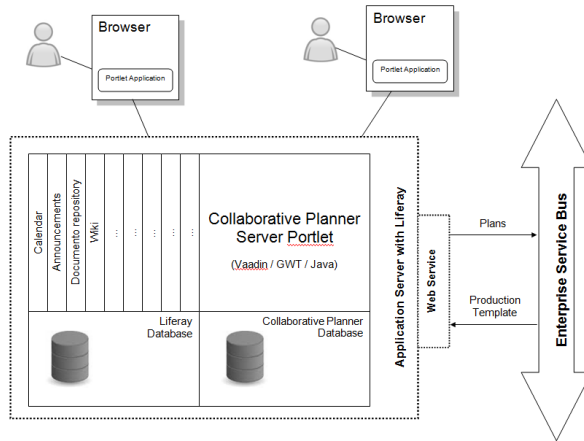 Browser
Portlet Application
Browser
Portlet Application
Calendar
Announcements
Documento repository
Wiki
...
...
...
...
...
Collaborative Planner
Server Portlet
(Vaadin / GWT / Java)
Liferay
Database
Collaborative Planner
Database
Application Server with Liferay
Web Service
Plans
Production
Template
Enterprise Service Bus